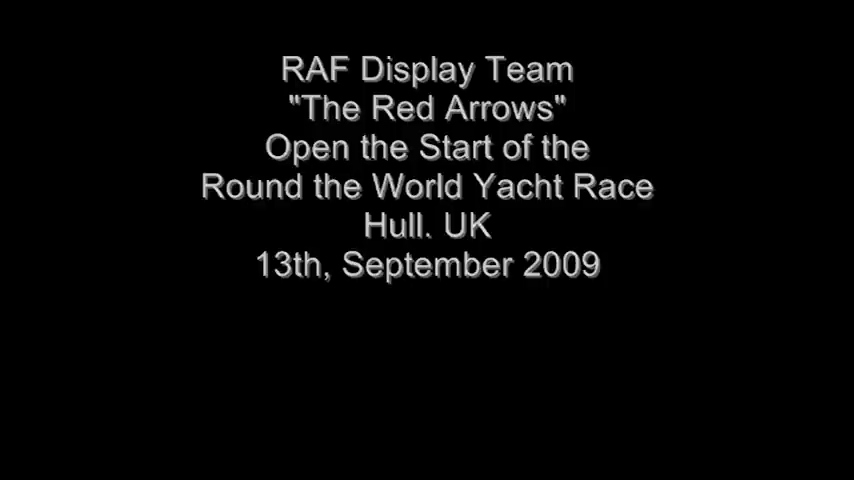 RAF Display Team
"The Red Arrows"
Open the Start of the
Round the World Yacht Race
Hull. UK
13th, September 2009